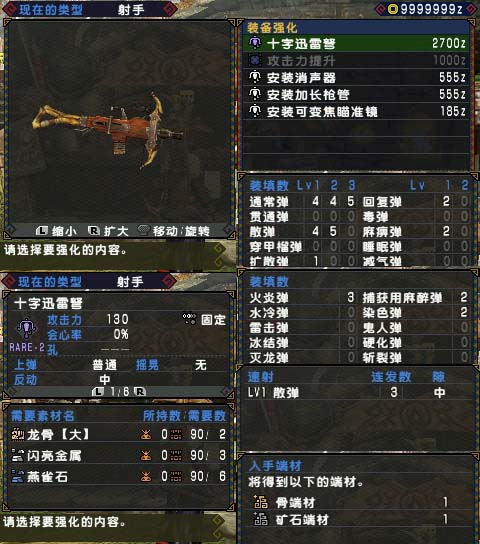 现在的类型 射手
9999999z
装备强化
十字迅雷弩 2700z
攻击力提升 1000z
安装消声器 555z
安装加长枪管 555z
安装可变焦瞄准镜 185z
L 缩小 R 扩大 移动/旋转
请选择要强化的内容。
装填数 Lv1 2 3 Lv 1 2
通常弹 4 4 5 回复弹 2 0
贯通弹 0 0 0 毒弹 0 0
散弹 4 5 0 麻痹弹 2 0
穿甲榴弹 0 0 0 睡眠弹 0 0
扩散弹 1 0 0 减气弹 0 0
现在的类型 射手
十字迅雷弩
攻击力 130 固定
会心率 0%
RARE-2 孔 ---
上弹 普通 摇晃 无
反动 中
L 1/6 R
装填数
火炎弹 3 捕获用麻醉弹 2
水冷弹 0 染色弹 2
雷击弹 0 鬼人弹 0
冰结弹 0 硬化弹 0
灭龙弹 0 斩裂弹 0
速射 连发数 隙
LV1 散弹 3 中
需要素材名 所持数 需要数
龙骨【大】 0 90/ 2
闪亮金属 0 90/ 3
燕雀石 0 90/ 6
请选择要强化的内容。
入手端材
将得到以下的端材。
骨端材 1
矿石端材 1